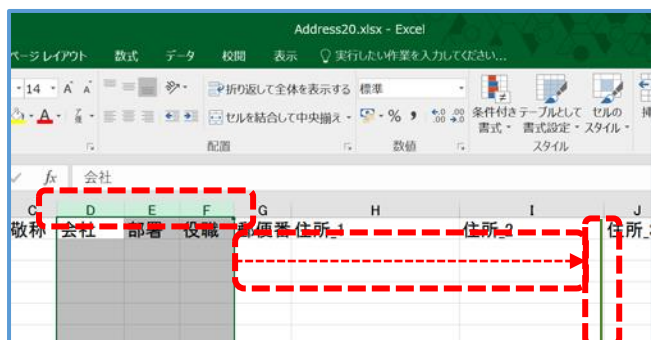 Address20.xlsx - Excel
ページ レイアウト 数式 データ 校閲 表示 実行したい作業を入力してください...
14 A A 折り返して全体を表示する 標準
A セルを結合して中央揃え % 条件付き 書式 テーブルとして 書式設定 セルの スタイル
配置 数値 スタイル
fx 会社
C D E F G H I J
敬称 会社 部署 役職 郵便番 住所_1 住所_2 住所_3